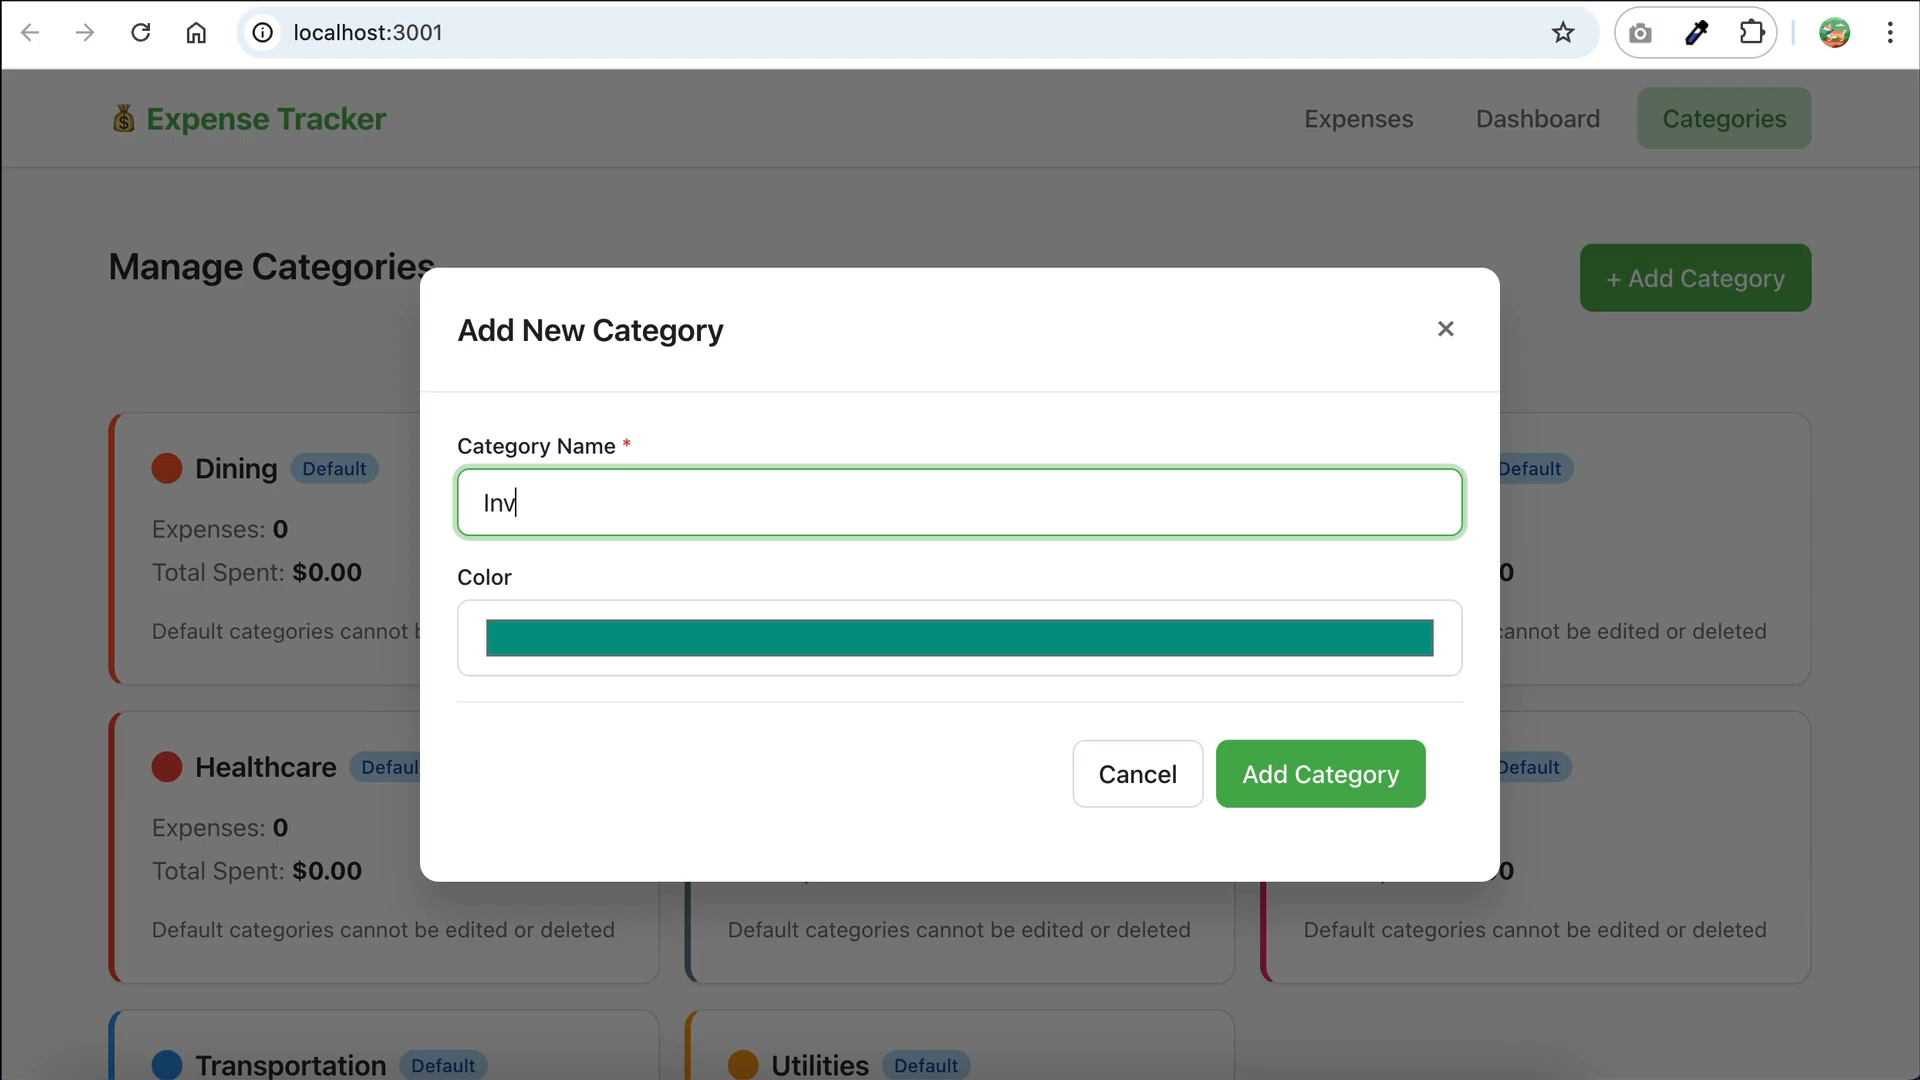 localhost:3001
Expense Tracker
Expenses
Dashboard
Categories
Manage Categories
+ Add Category
Add New Category
×
Category Name *
Inv
Color
Cancel
Add Category
Dining Default
Expenses: 0
Total Spent: $0.00
Default categories cannot
Default
0
cannot be edited or deleted
Healthcare Defaul
Expenses: 0
Total Spent: $0.00
Default categories cannot be edited or deleted
Default categories cannot be edited or deleted
Default
0
Default categories cannot be edited or deleted
Transportation Default
Utilities Default